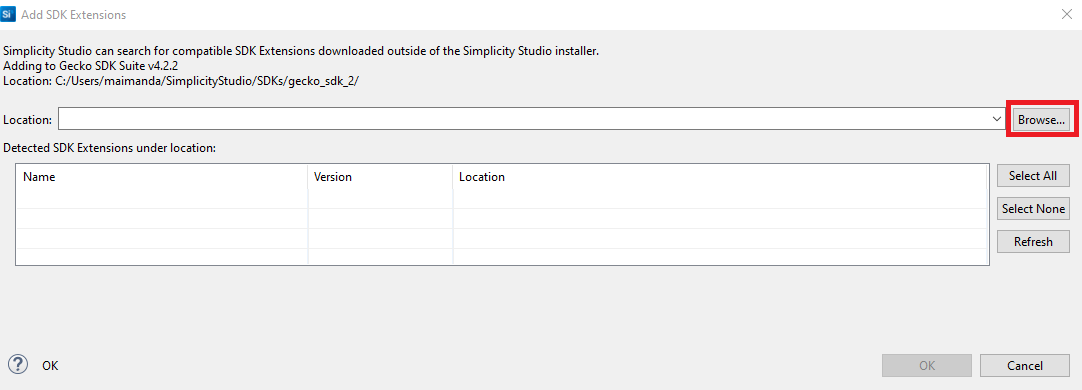 Si Add SDK Extensions
Simplicity Studio can search for compatible SDK Extensions downloaded outside of the Simplicity Studio installer.
Adding to Gecko SDK Suite v4.2.2
Location: C:/Users/maimanda/SimplicityStudio/SDKs/gecko_sdk_2/
Location: Browse...
Detected SDK Extensions under location:
Name Version Location
Select All
Select None
Refresh
? OK OK Cancel